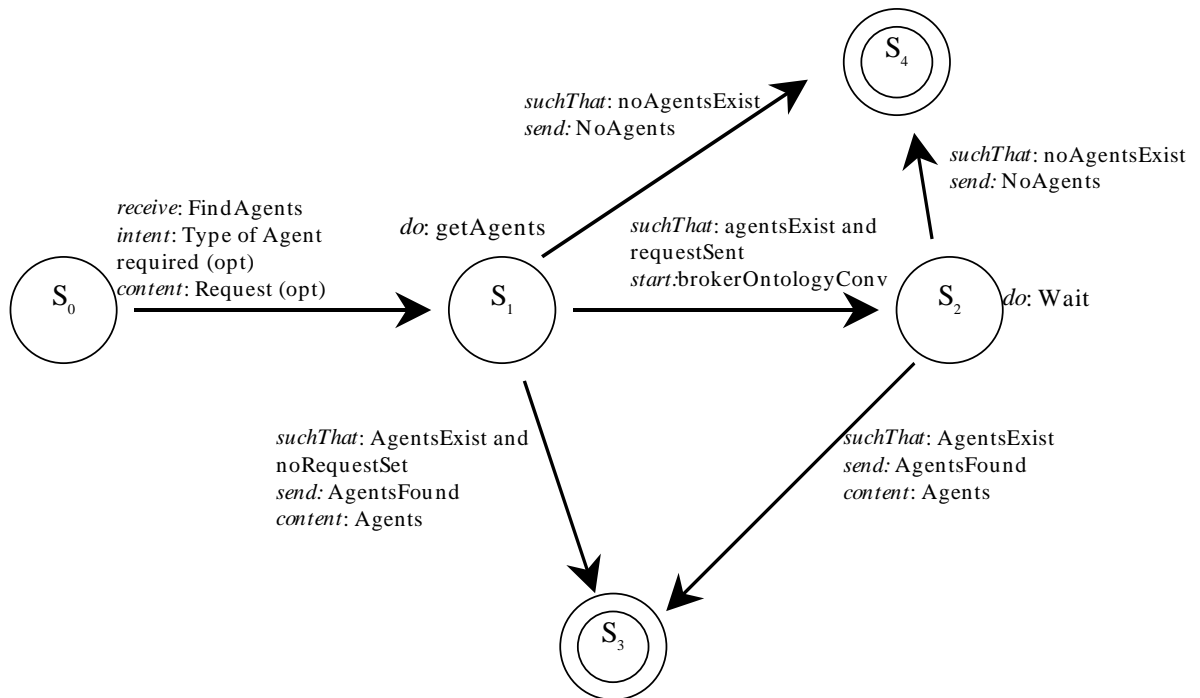 S4
suchThat: noAgentsExist
send: NoAgents
suchThat: noAgentsExist
send: NoAgents
receive: FindAgents
intent: Type of Agent
required (opt)
content: Request (opt)
do: getAgents
suchThat: agentsExist and
requestSent
start:brokerOntologyConv
S0
S1
S2
do: Wait
suchThat: AgentsExist and
noRequestSet
send: AgentsFound
content: Agents
suchThat: AgentsExist
send: AgentsFound
content: Agents
S3